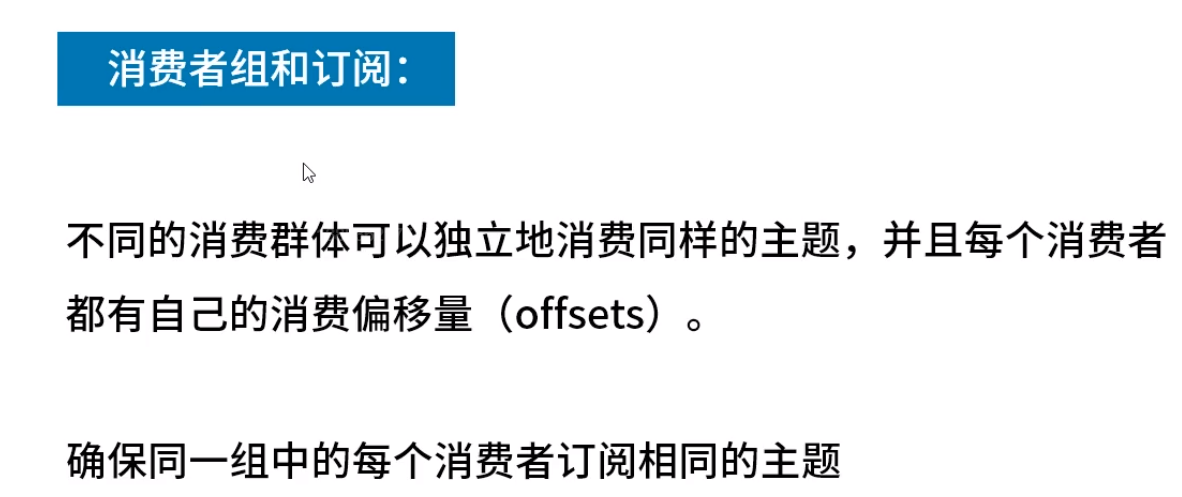 消费者组和订阅：
不同的消费群体可以独立地消费同样的主题，并且每个消费者
都有自己的消费偏移量（offsets）。
确保同一组中的每个消费者订阅相同的主题